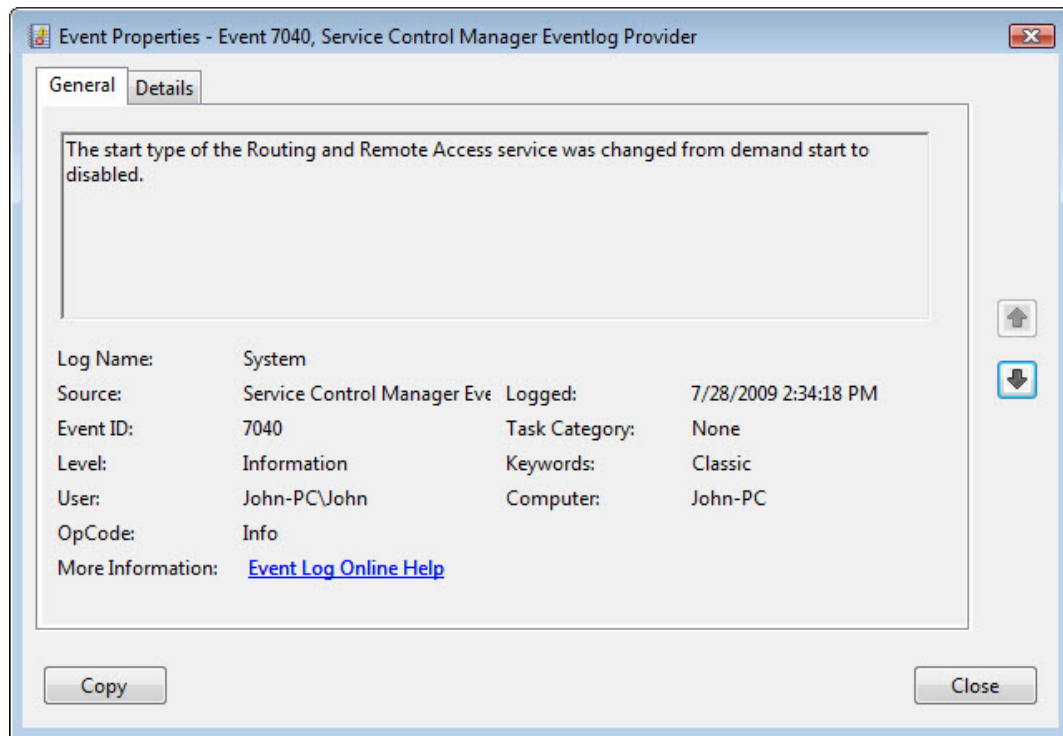 Event Properties - Event 7040, Service Control Manager Eventlog Provider
General Details
The start type of the Routing and Remote Access service was changed from demand start to
disabled.
Log Name: System
Source: Service Control Manager Eve Logged: 7/28/2009 2:34:18 PM
Event ID: 7040 Task Category: None
Level: Information Keywords: Classic
User: John-PC\John Computer: John-PC
OpCode: Info
More Information: Event Log Online Help
Copy Close